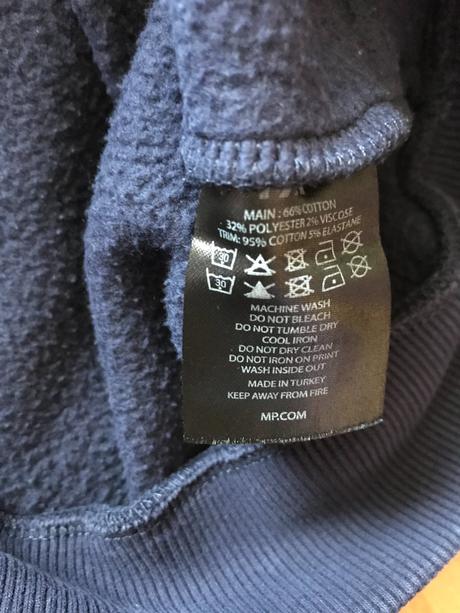 MAIN : 66% COTTON
32% POLYESTER 2% VISCOSE
TRIM: 95% COTTON 5% ELASTANE
30
30
MACHINE WASH
DO NOT BLEACH
DO NOT TUMBLE DRY
COOL IRON
DO NOT DRY CLEAN
DO NOT IRON ON PRINT
WASH INSIDE OUT
MADE IN TURKEY
KEEP AWAY FROM FIRE
MP.COM